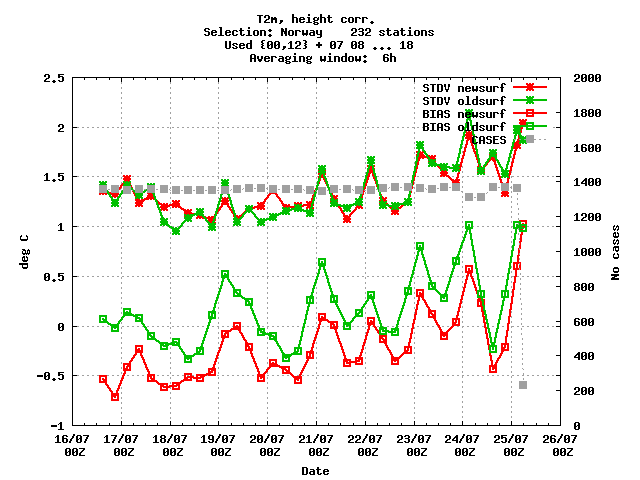 T2m, height corr.
Selection: Norway    232 stations
Used {00,12} + 07 08 ... 18
Averaging window:  6h
STDV newsurf
STDV oldsurf
BIAS newsurf
BIAS oldsurf
CASES
2.5
2
1.5
1
0.5
0
-0.5
-1
deg C
2000
1800
1600
1400
1200
1000
800
600
400
200
0
No cases
16/07 17/07 18/07 19/07 20/07 21/07 22/07 23/07 24/07 25/07 26/07
00Z 00Z 00Z 00Z 00Z 00Z 00Z 00Z 00Z 00Z 00Z
Date